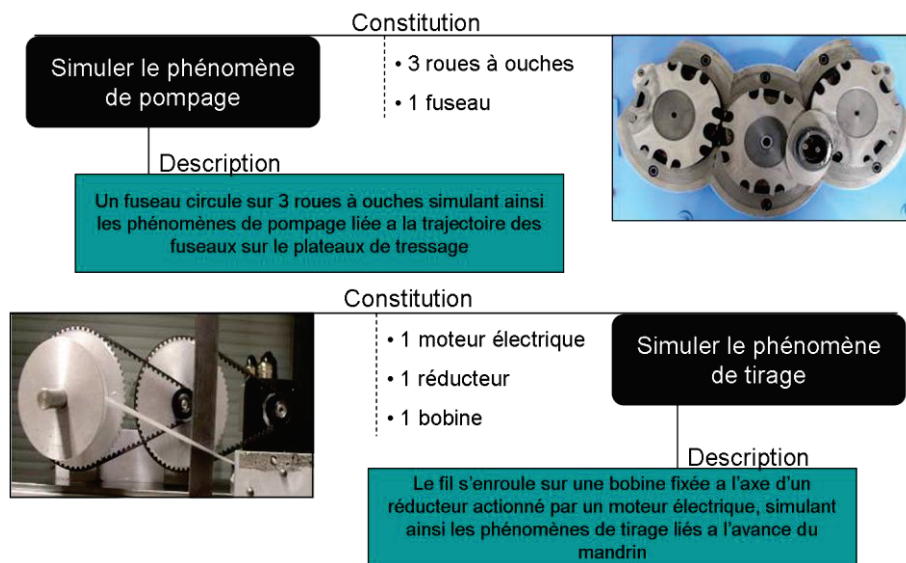 Constitution
Simuler le phénomène
de pompage
• 3 roues à ouches
• 1 fuseau
Description
Un fuseau circule sur 3 roues à ouches simulant ainsi
les phénomènes de pompage liée a la trajectoire des
fuseaux sur le plateaux de tressage
Constitution
• 1 moteur électrique
• 1 réducteur
• 1 bobine
Simuler le phénomène
de tirage
Description
Le fil s’enroule sur une bobine fixée a l’axe d’un
réducteur actionné par un moteur électrique, simulant
ainsi les phénomènes de tirage liés a l’avance du
mandrin